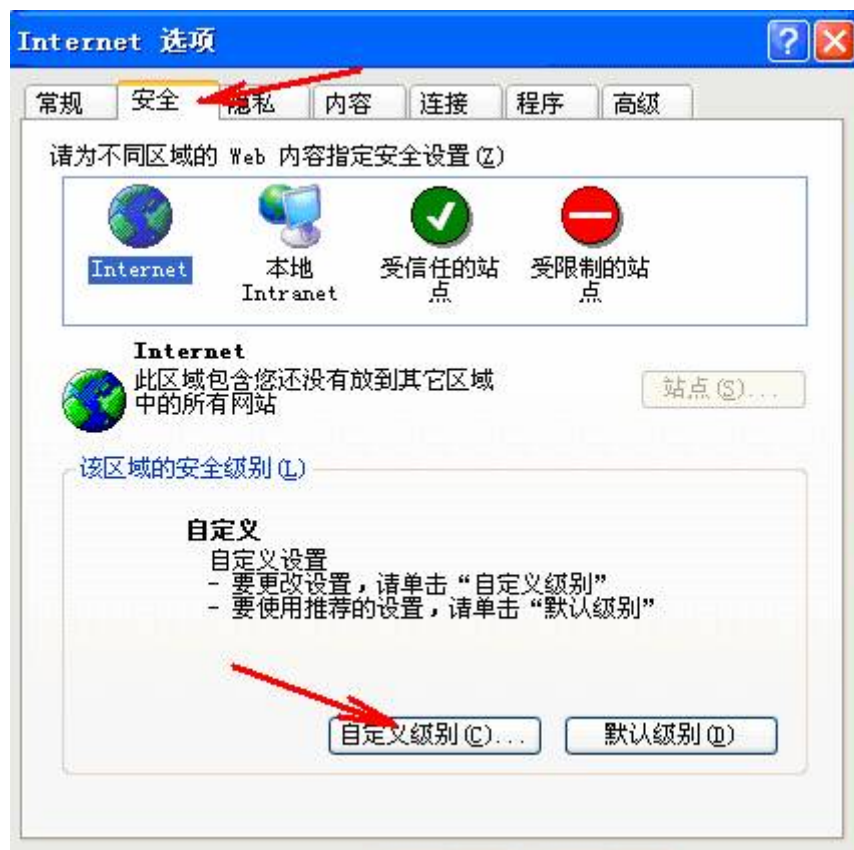 Internet 选项
常规 安全 隐私 内容 连接 程序 高级
请为不同区域的 Web 内容指定安全设置(Z)
Internet
本地
Intranet
受信任的站
点
受限制的站
点
Internet
此区域包含您还没有放到其它区域
中的所有网站
站点(S)...
该区域的安全级别(L)
自定义
自定义设置
- 要更改设置，请单击“自定义级别”
- 要使用推荐的设置，请单击“默认级别”
自定义级别(C)... 默认级别(D)